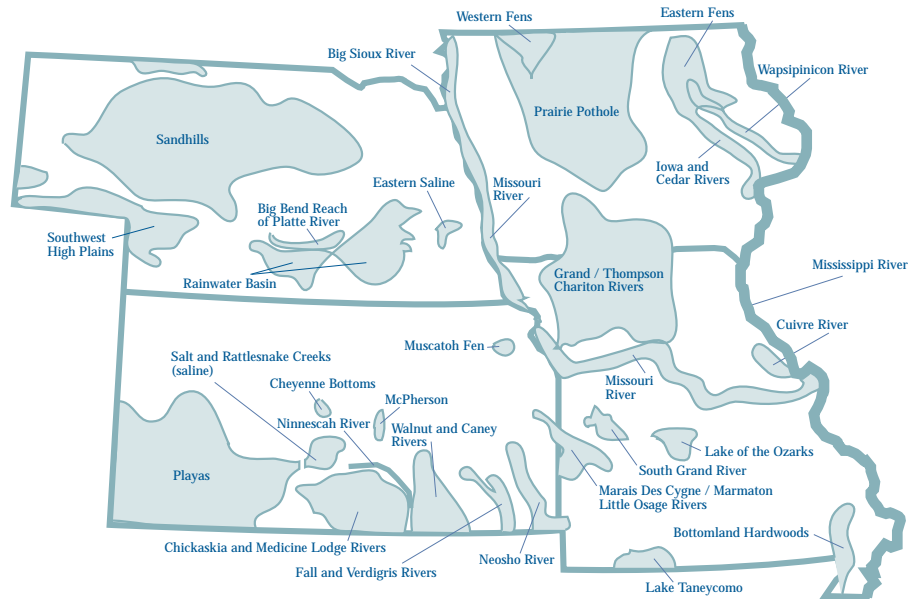 Western Fens
Eastern Fens
Big Sioux River
Wapsipinicon River
Prairie Pothole
Sandhills
Iowa and
Cedar Rivers
Eastern Saline
Missouri
River
Big Bend Reach
of Platte River
Southwest
High Plains
Rainwater Basin
Grand / Thompson
Chariton Rivers
Mississippi River
Cuivre River
Muscatoh Fen
Salt and Rattlesnake Creeks
(saline)
Cheyenne Bottoms
Missouri
River
McPherson
Ninnescah River
Walnut and Caney
Rivers
Lake of the Ozarks
South Grand River
Playas
Marais Des Cygne / Marmaton
Little Osage Rivers
Bottomland Hardwoods
Chickaskia and Medicine Lodge Rivers
Neosho River
Fall and Verdigris Rivers
Lake Taneycomo